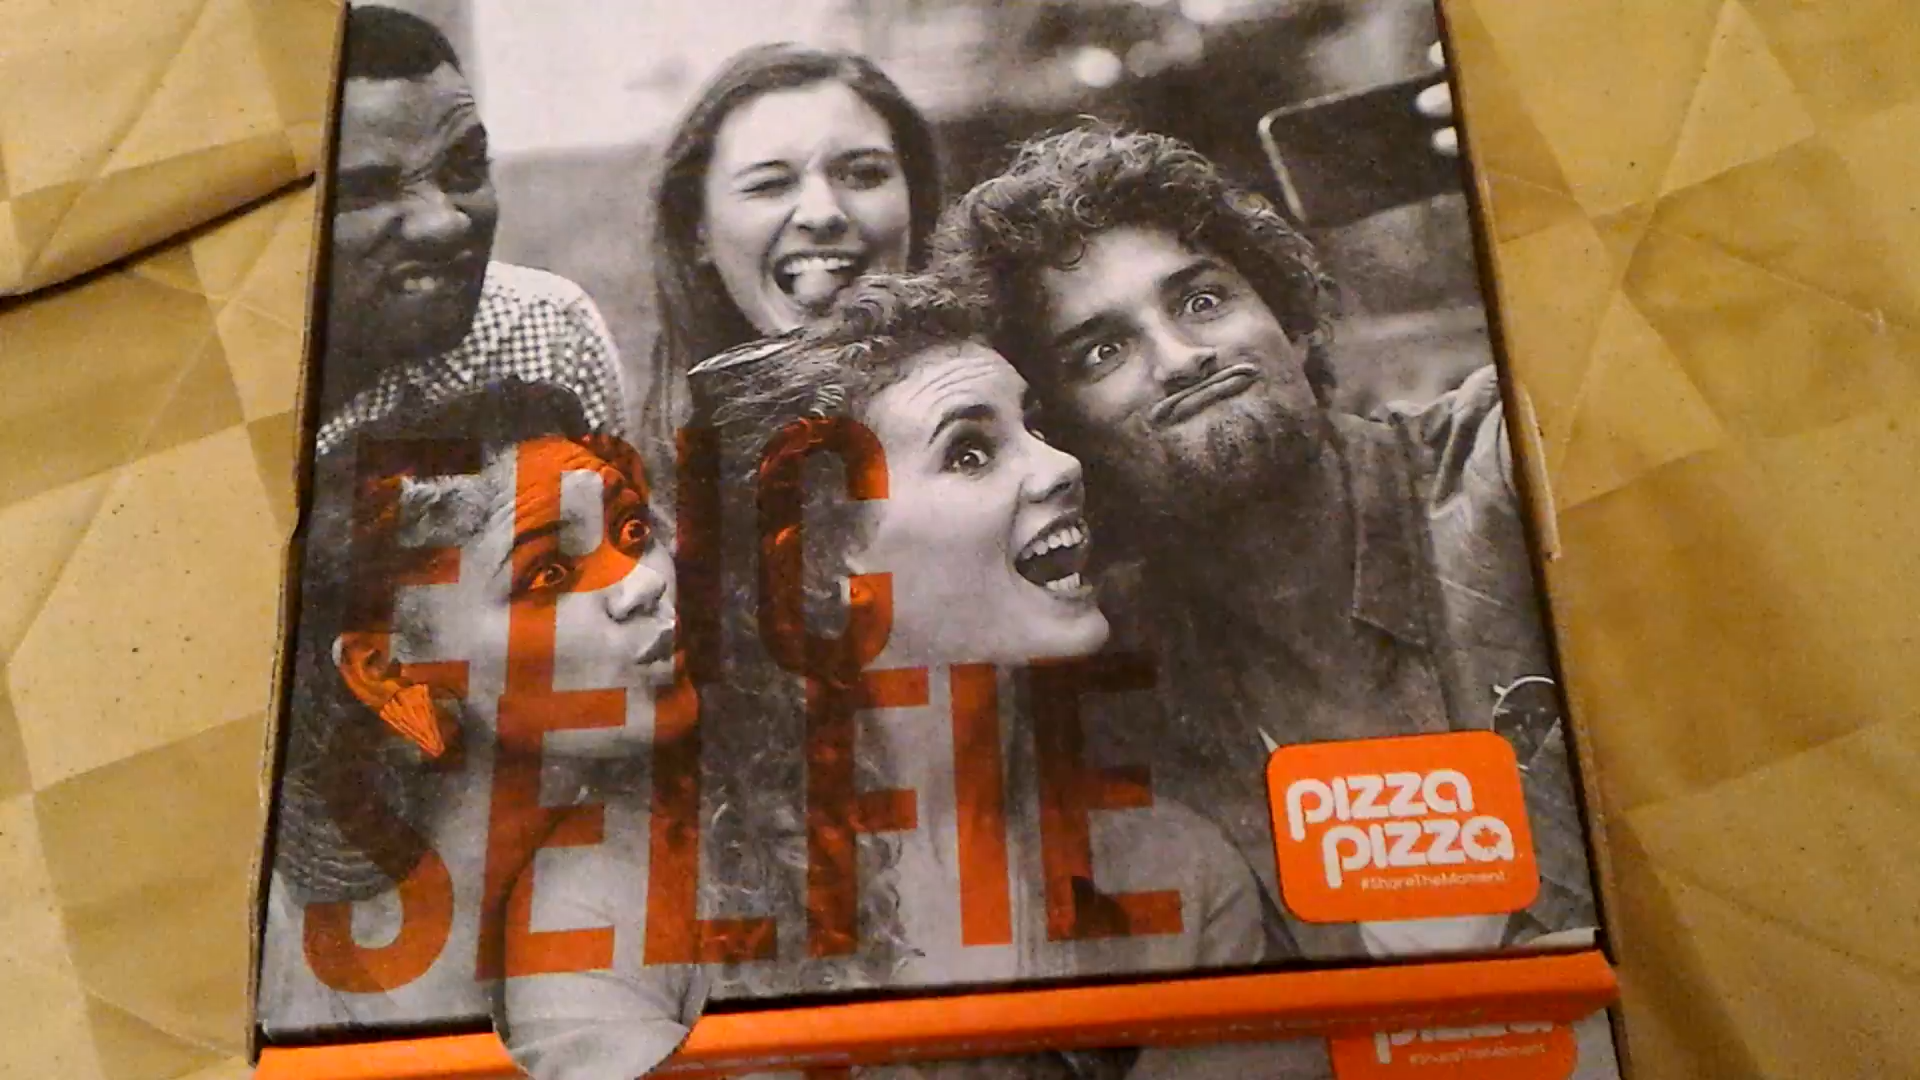 EPIC
SELFIE
pizza
pizza
#ShareTheMoment
pizza
#ShareTheMoment